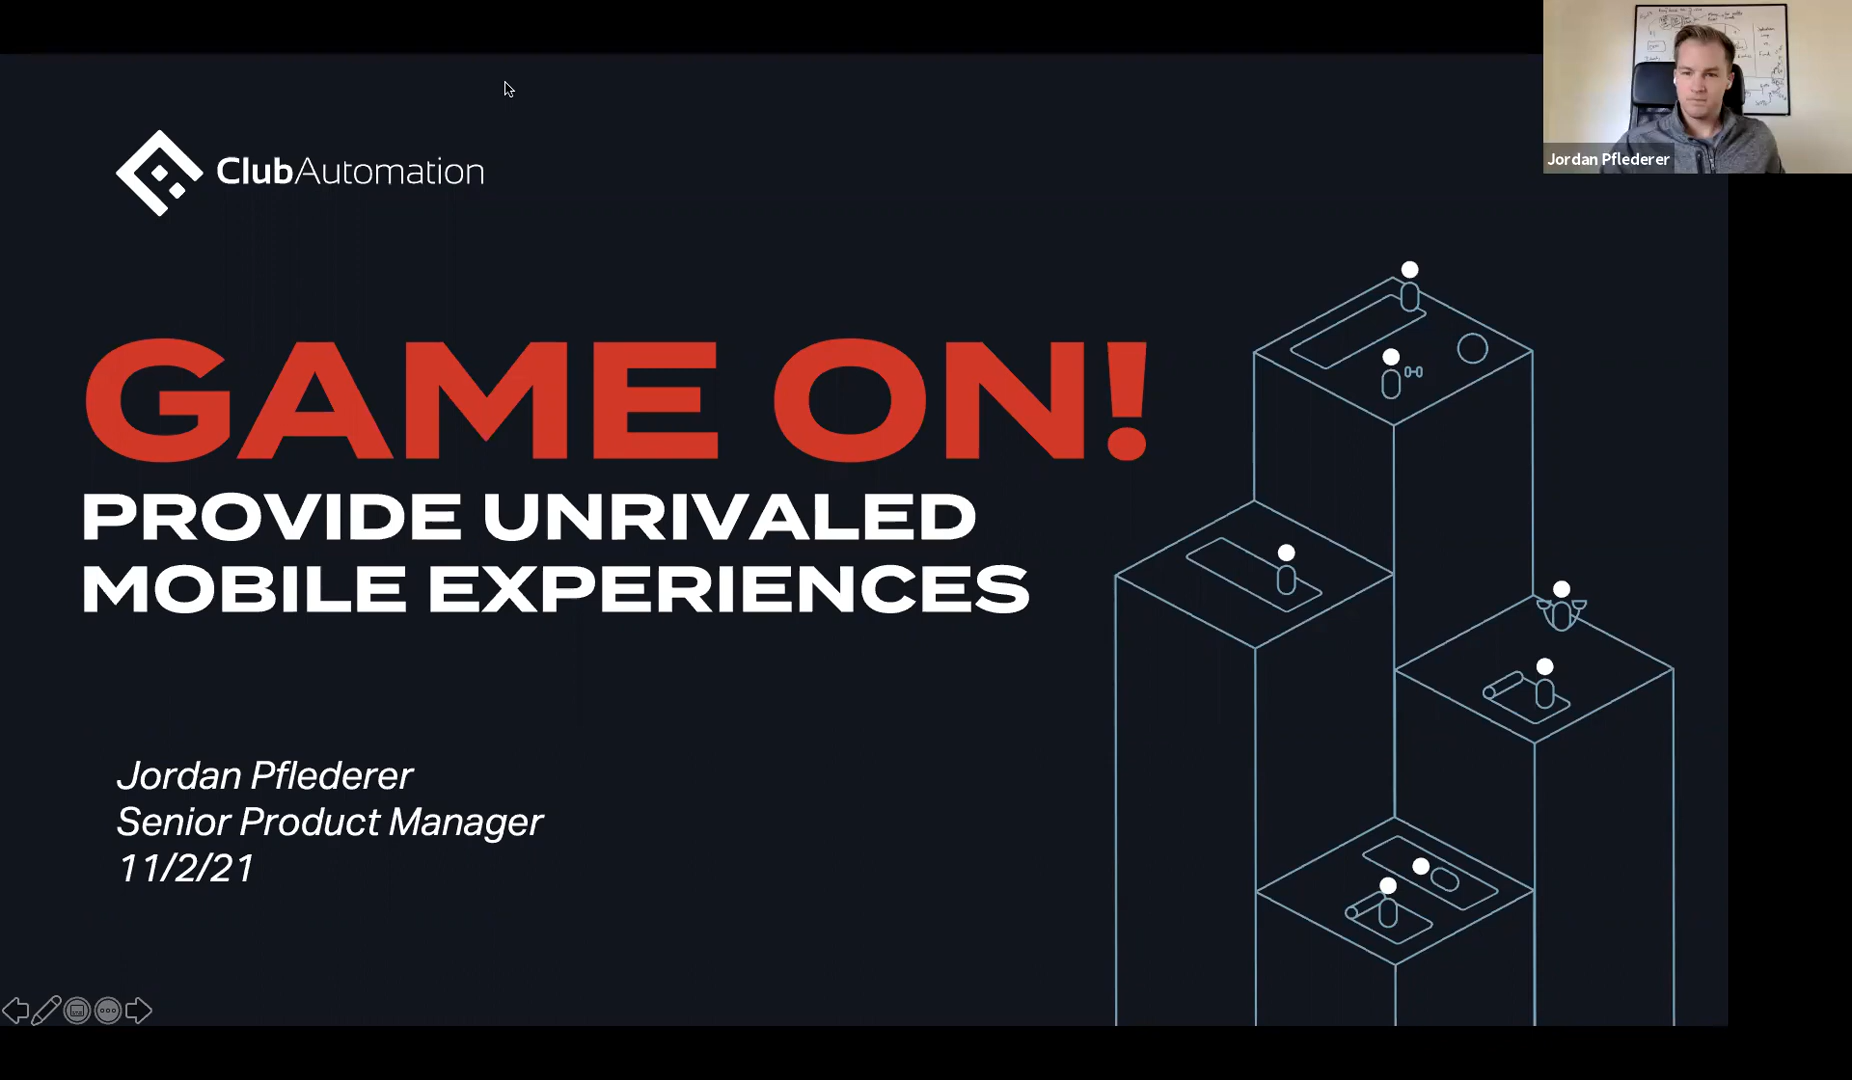 ClubAutomation
GAME ON!
PROVIDE UNRIVALED
MOBILE EXPERIENCES
Jordan Pflederer
Senior Product Manager
11/2/21
Jordan Pflederer